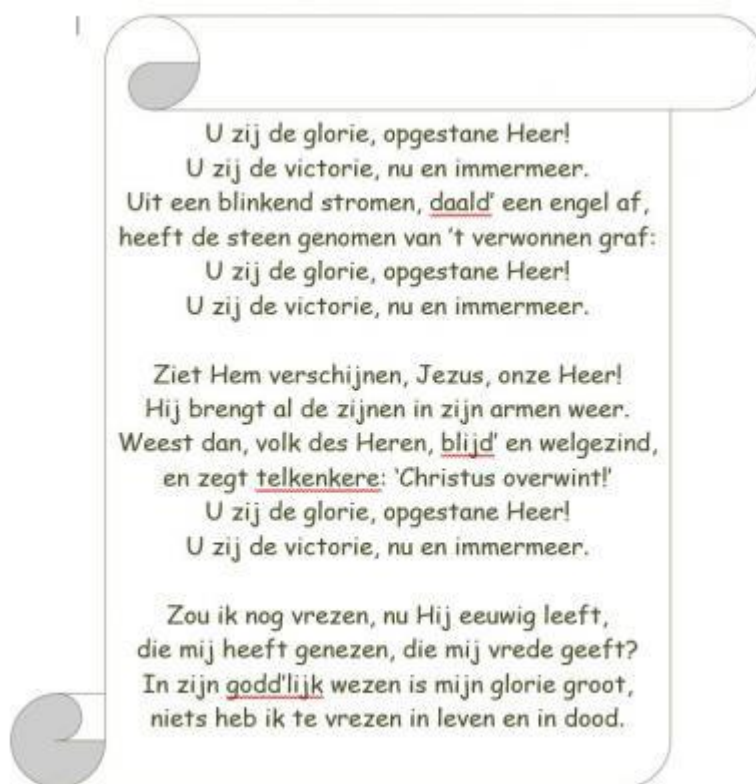 U zij de glorie, opgestane Heer!
U zij de victorie, nu en immermeer.
Uit een blinkend stromen, daald' een engel af,
heeft de steen genomen van 't verwonnen graf:
U zij de glorie, opgestane Heer!
U zij de victorie, nu en immermeer.

Ziet Hem verschijnen, Jezus, onze Heer!
Hij brengt al de zijnen in zijn armen weer.
Weest dan, volk des Heren, blijd' en welgezind,
en zegt telkenkere: 'Christus overwint!'
U zij de glorie, opgestane Heer!
U zij de victorie, nu en immermeer.

Zou ik nog vrezen, nu Hij eeuwig leeft,
die mij heeft genezen, die mij vrede geeft?
In zijn godd'lijk wezen is mijn glorie groot,
niets heb ik te vrezen in leven en in dood.